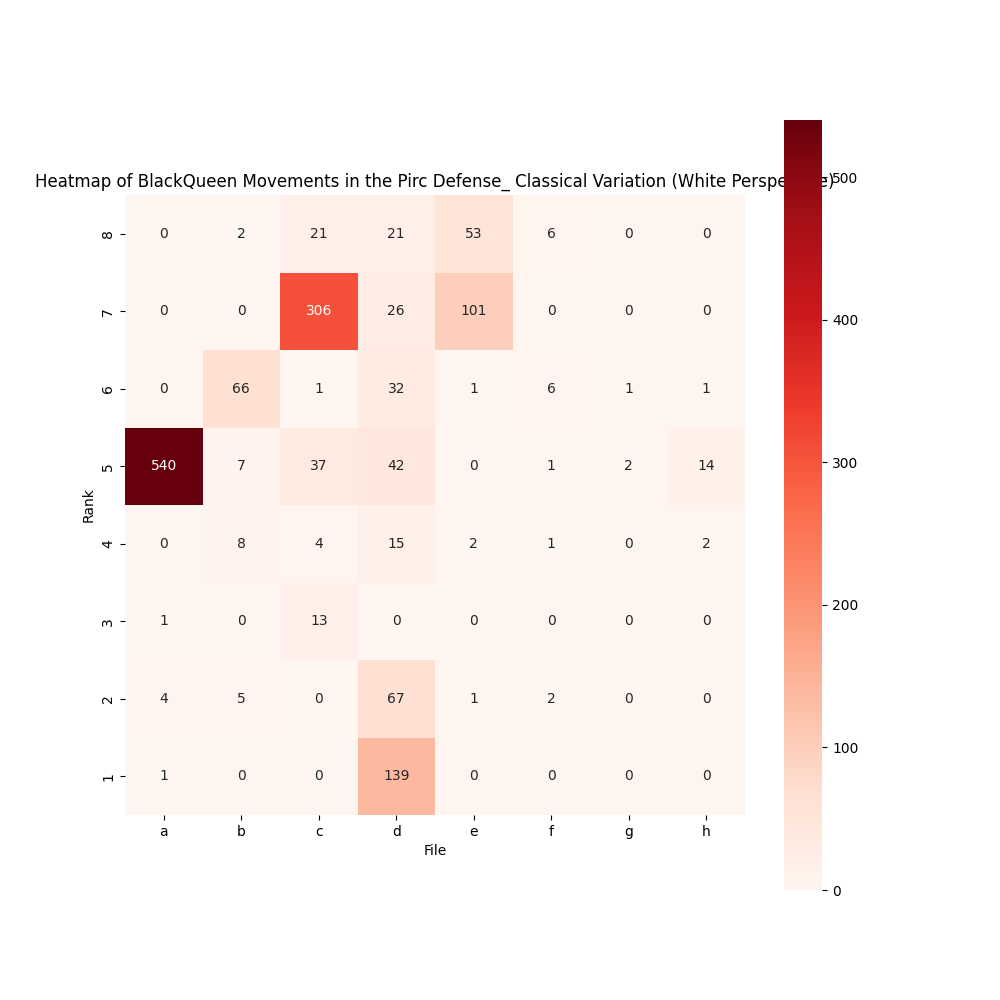 Heatmap of BlackQueen Movements in the Pirc Defense_ Classical Variation (White Perspe e)
500
8 0 2 21 21 53 6 0 0
7 0 0 306 26 101 0 0 0
400
6 0 66 1 32 1 6 1 1
300
5 540 7 37 42 0 1 2 14
Rank
4 0 8 4 15 2 1 0 2
200
3 1 0 13 0 0 0 0 0
2 4 5 0 67 1 2 0 0
100
1 1 0 0 139 0 0 0 0
a b c d e f g h
File
0